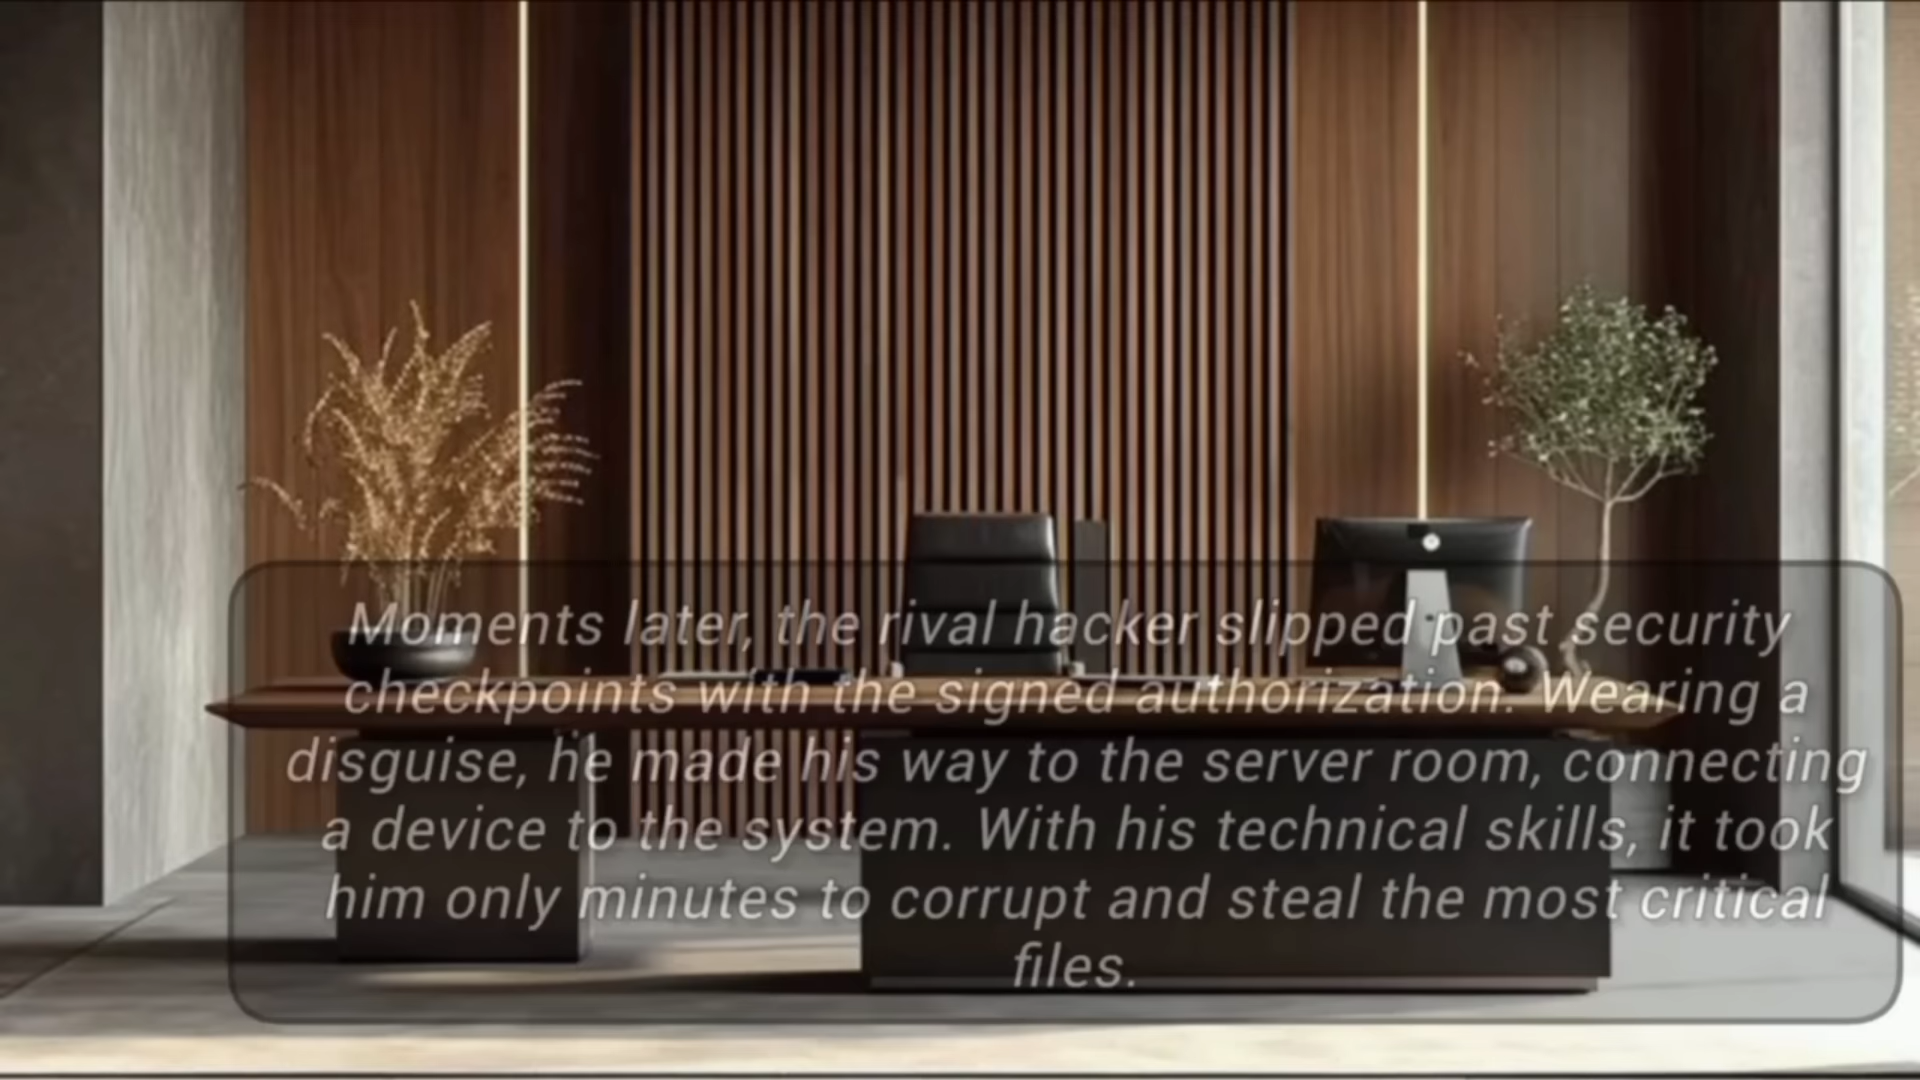 Moments later, the rival hacker slipped past security
checkpoints with the signed authorization. Wearing a
disguise, he made his way to the server room, connecting
a device to the system. With his technical skills, it took
him only minutes to corrupt and steal the most critical
files.